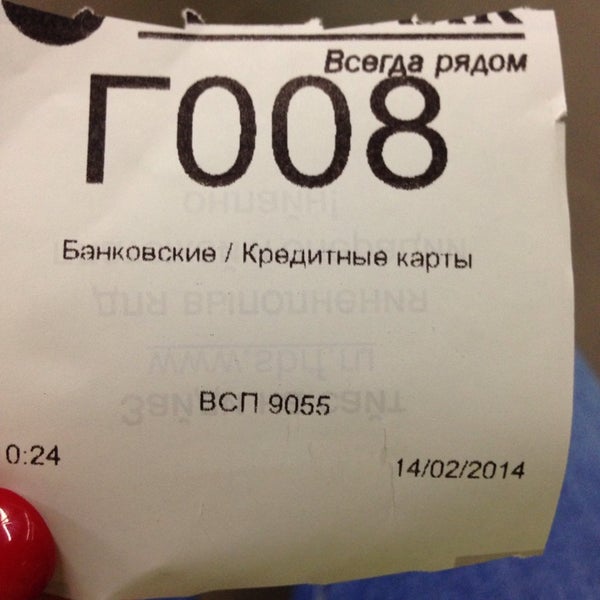 Всегда рядом
Г008
Банковские / Кредитные карты
ВСП 9055
0:24
14/02/2014